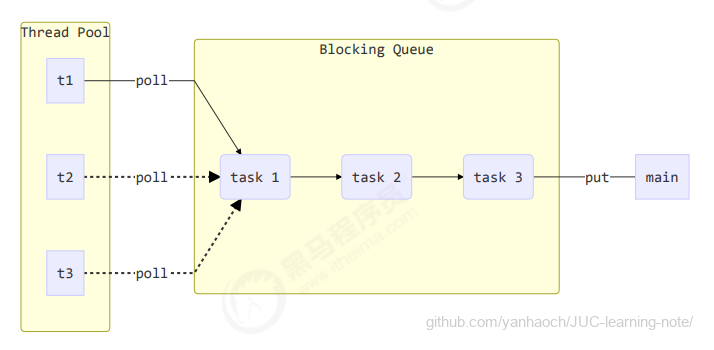 Thread Pool
Blocking Queue
t1
poll
t2
poll
task 1
task 2
task 3
put
main
t3
poll
黑马程序员
www.itheima.com
github.com/yanhaoch/JUC-learning-note/